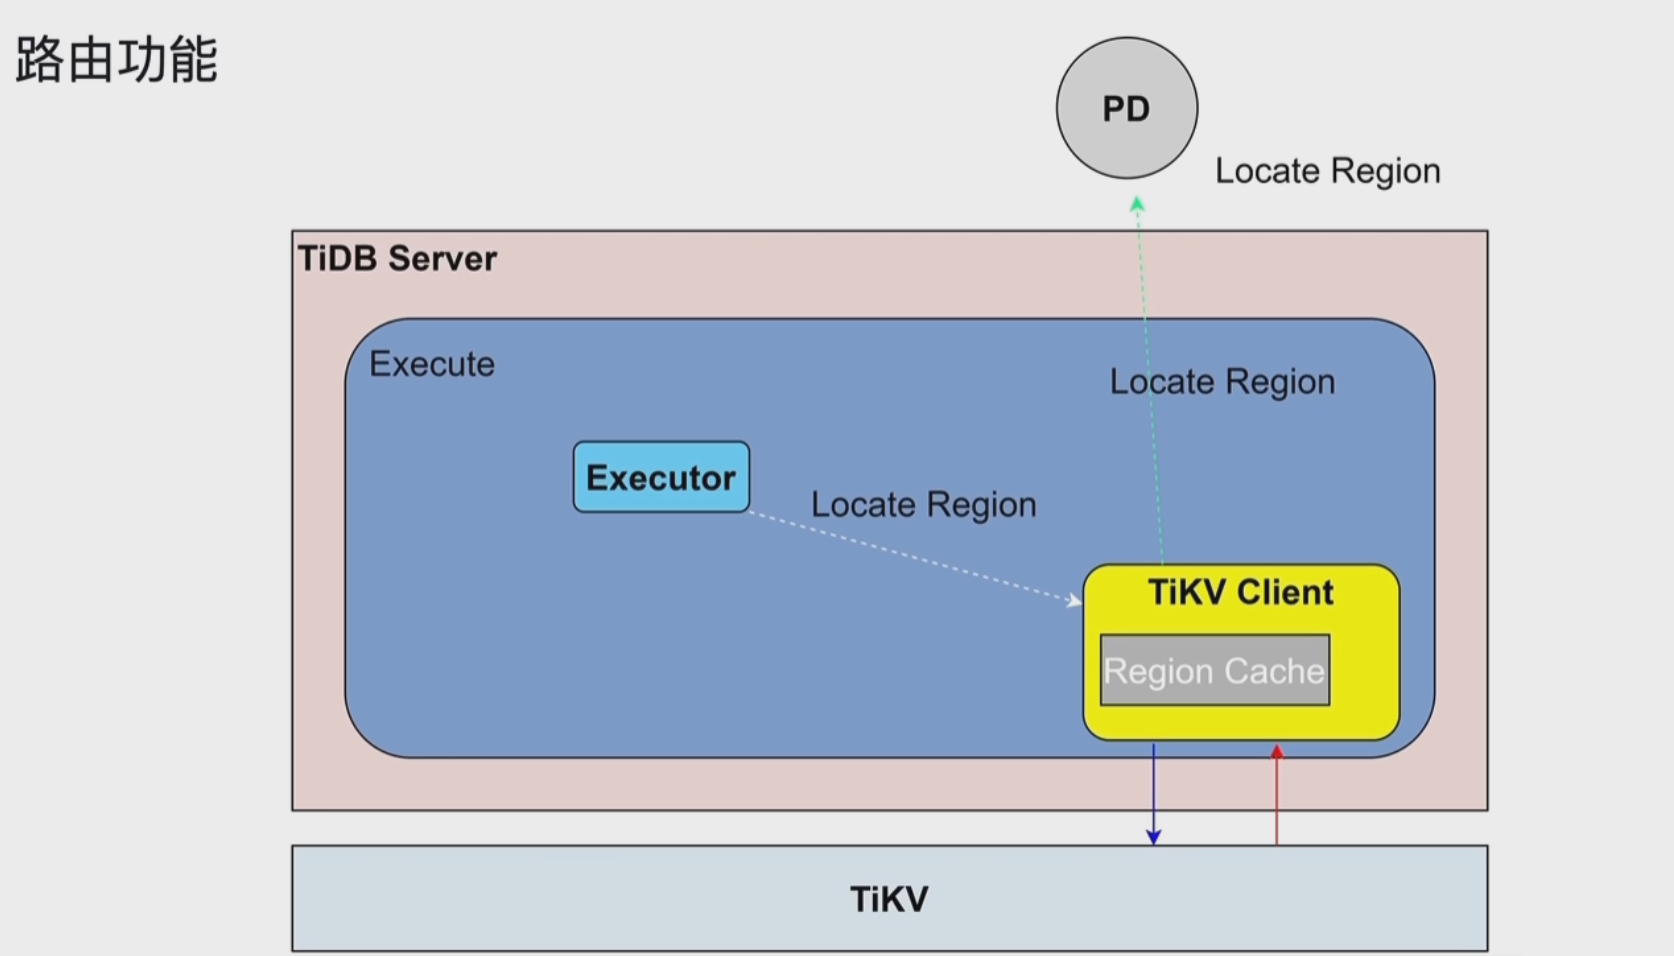 路由功能
PD
Locate Region
TiDB Server
Execute
Locate Region
Executor
Locate Region
TiKV Client
Region Cache
TiKV